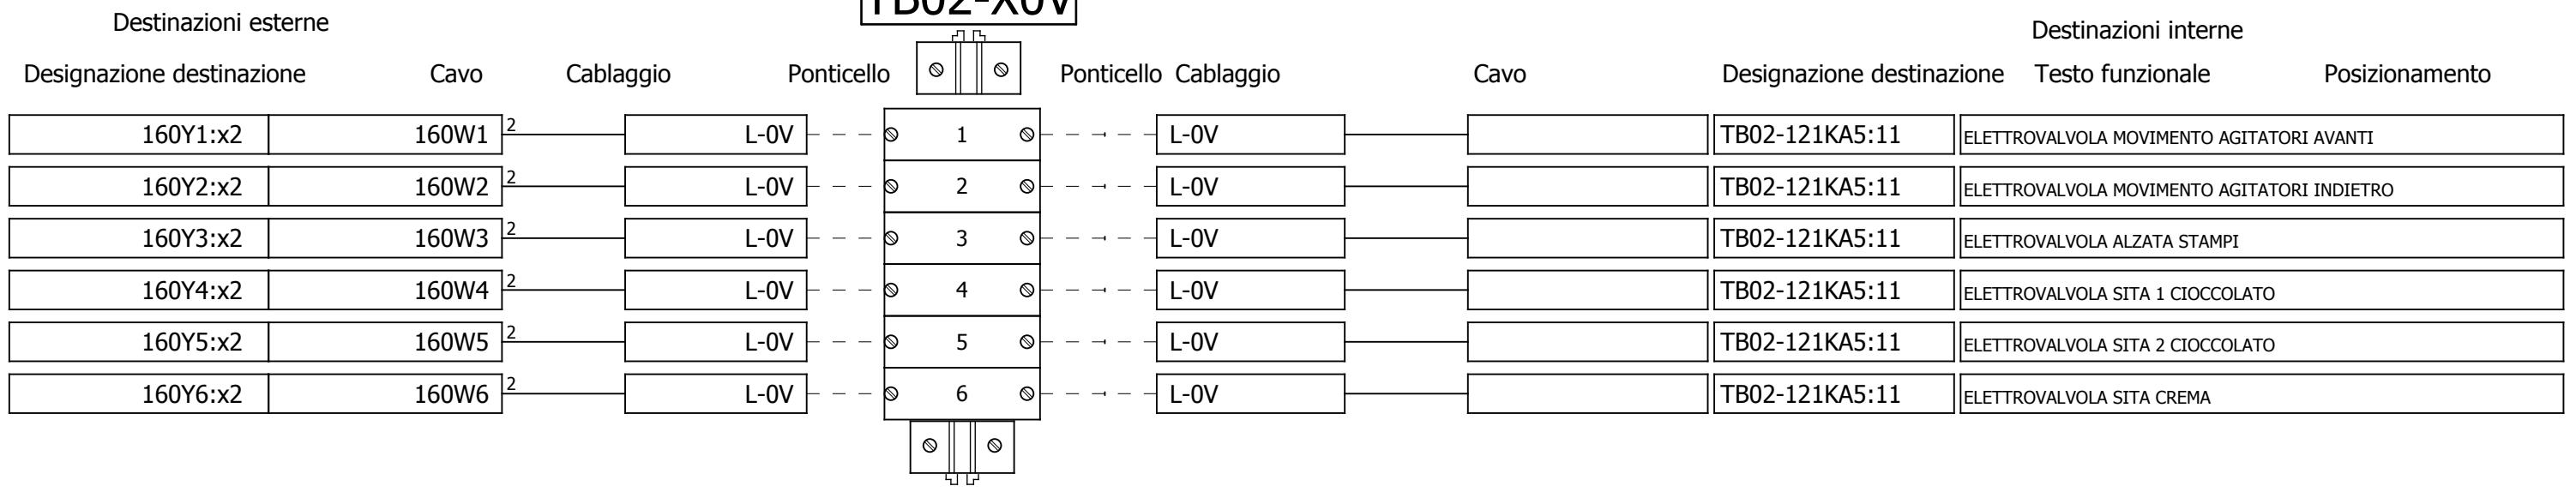 TB02-X0V
Destinazioni esterne
Destinazioni interne
Designazione destinazione Cavo Cablaggio Ponticello Ponticello Cablaggio Cavo Designazione destinazione Testo funzionale Posizionamento
160Y1:x2 160W1 2 L-0V 1 L-0V TB02-121KA5:11 ELETTROVALVOLA MOVIMENTO AGITATORI AVANTI
160Y2:x2 160W2 2 L-0V 2 L-0V TB02-121KA5:11 ELETTROVALVOLA MOVIMENTO AGITATORI INDIETRO
160Y3:x2 160W3 2 L-0V 3 L-0V TB02-121KA5:11 ELETTROVALVOLA ALZATA STAMPI
160Y4:x2 160W4 2 L-0V 4 L-0V TB02-121KA5:11 ELETTROVALVOLA SITA 1 CIOCCOLATO
160Y5:x2 160W5 2 L-0V 5 L-0V TB02-121KA5:11 ELETTROVALVOLA SITA 2 CIOCCOLATO
160Y6:x2 160W6 2 L-0V 6 L-0V TB02-121KA5:11 ELETTROVALVOLA SITA CREMA